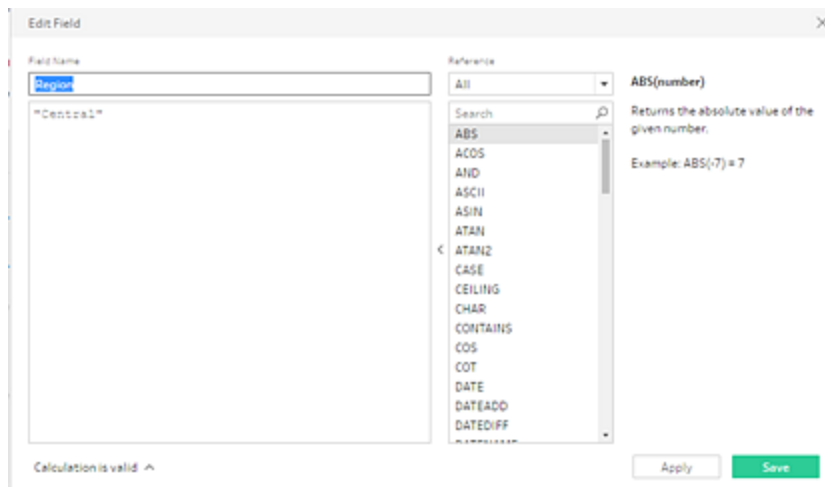 Edit Field
Field Name
Region
"Central"
Reference
All
Search
ABS
ACOS
AND
ASCII
ASIN
ATAN
ATAN2
CASE
CEILING
CHAR
CONTAINS
COS
COT
DATE
DATEADD
DATEDIFF
DATENAME
ABS(number)
Returns the absolute value of the
given number.
Example: ABS(-7) = 7
Calculation is valid
Apply
Save